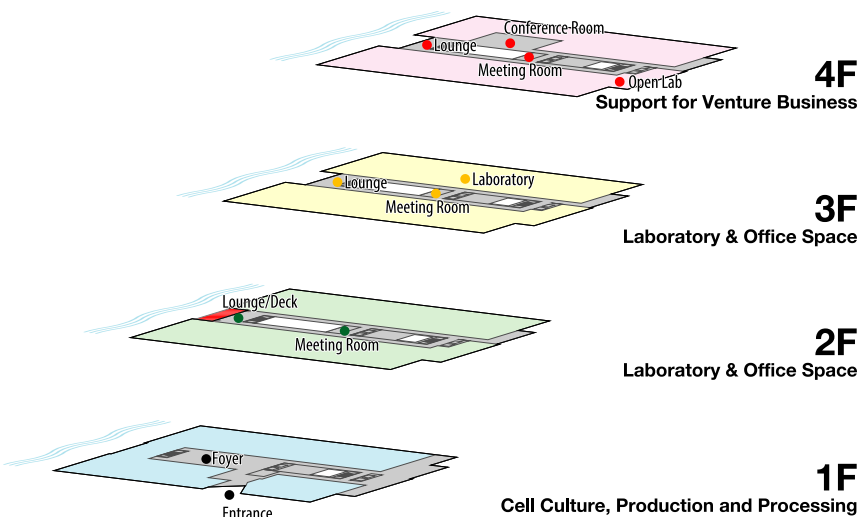 Conference Room
Lounge
Meeting Room
Open Lab
4F
Support for Venture Business
Lounge
Laboratory
Meeting Room
3F
Laboratory & Office Space
Lounge/Deck
Meeting Room
2F
Laboratory & Office Space
Foyer
Entrance
1F
Cell Culture, Production and Processing